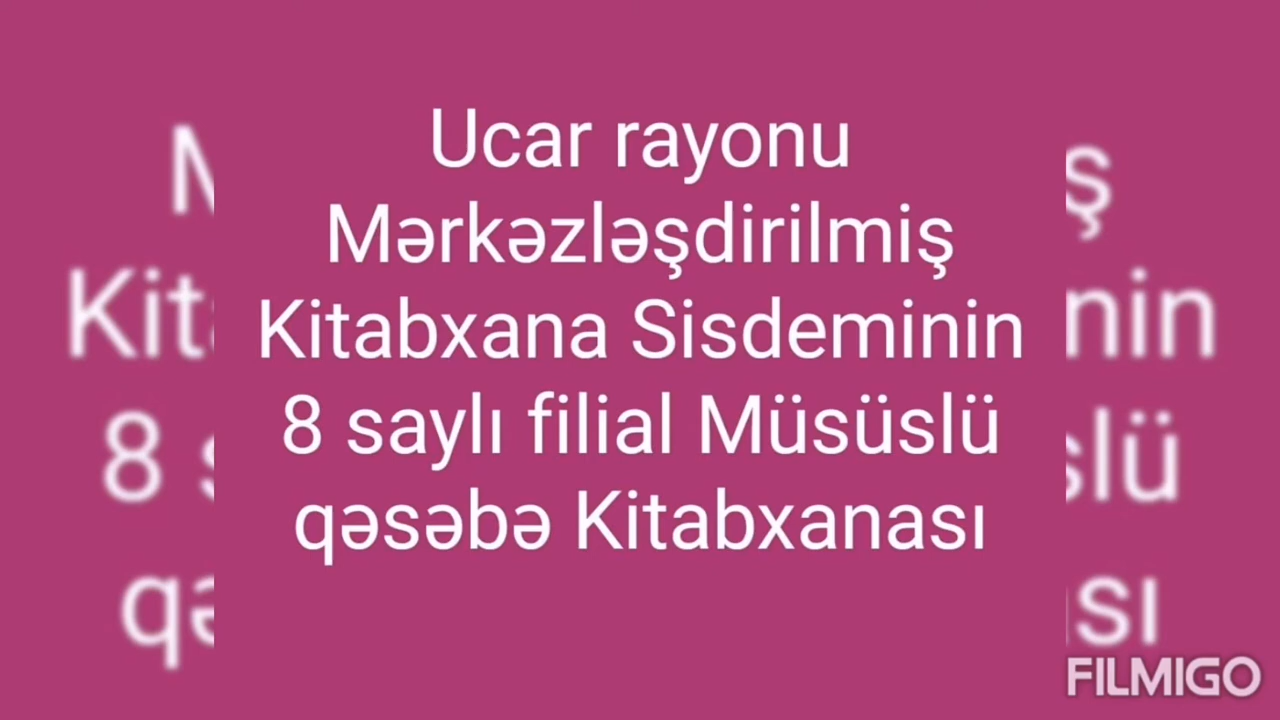 Ucar rayonu
Mərkəzləşdirilmiş
Kitabxana Sisdeminin
8 saylı filial Müsüslü
qəsəbə Kitabxanası
FILMIGO